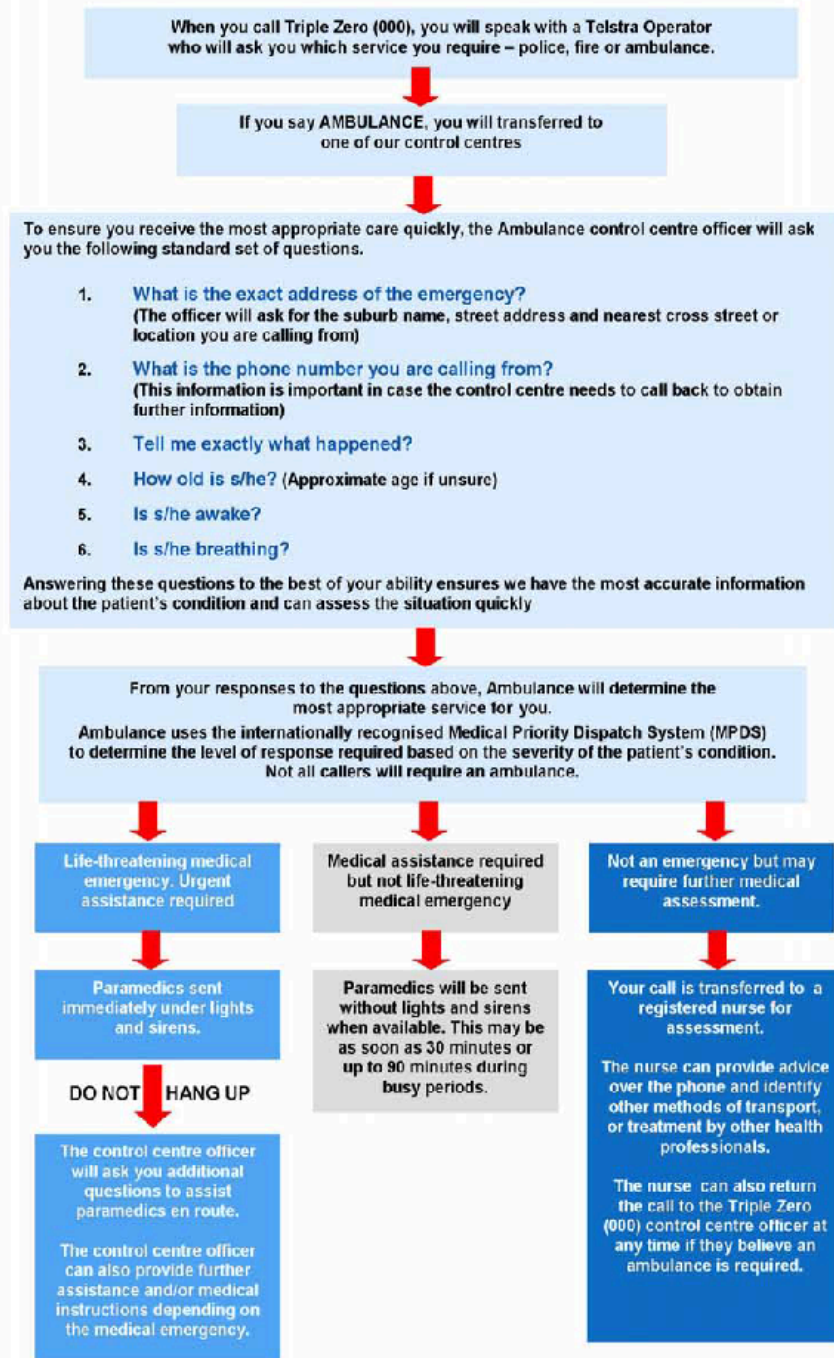 When you call Triple Zero (000), you will speak with a Telstra Operator
who will ask you which service you require – police, fire or ambulance.
If you say AMBULANCE, you will transferred to
one of our control centres
To ensure you receive the most appropriate care quickly, the Ambulance control centre officer will ask
you the following standard set of questions.
1. What is the exact address of the emergency?
(The officer will ask for the suburb name, street address and nearest cross street or
location you are calling from)
2. What is the phone number you are calling from?
(This information is important in case the control centre needs to call back to obtain
further information)
3. Tell me exactly what happened?
4. How old is s/he? (Approximate age if unsure)
5. Is s/he awake?
6. Is s/he breathing?
Answering these questions to the best of your ability ensures we have the most accurate information
about the patient's condition and can assess the situation quickly
From your responses to the questions above, Ambulance will determine the
most appropriate service for you.
Ambulance uses the internationally recognised Medical Priority Dispatch System (MPDS)
to determine the level of response required based on the severity of the patient's condition.
Not all callers will require an ambulance.
Life-threatening medical
emergency. Urgent
assistance required
Paramedics sent
immediately under lights
and sirens.
DO NOT HANG UP
The control centre officer
will ask you additional
questions to assist
paramedics en route.
The control centre officer
can also provide further
assistance and/or medical
instructions depending on
the medical emergency.
Medical assistance required
but not life-threatening
medical emergency
Paramedics will be sent
without lights and sirens
when available. This may be
as soon as 30 minutes or
up to 90 minutes during
busy periods.
Not an emergency but may
require further medical
assessment.
Your call is transferred to a
registered nurse for
assessment.
The nurse can provide advice
over the phone and identify
other methods of transport,
or treatment by other health
professionals.
The nurse can also return
the call to the Triple Zero
(000) control centre officer at
any time if they believe an
ambulance is required.